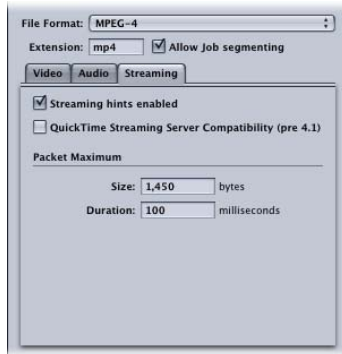 File Format: MPEG-4
Extension: mp4 Allow Job segmenting
Video Audio Streaming
Streaming hints enabled
QuickTime Streaming Server Compatibility (pre 4.1)
Packet Maximum
Size: 1,450 bytes
Duration: 100 milliseconds